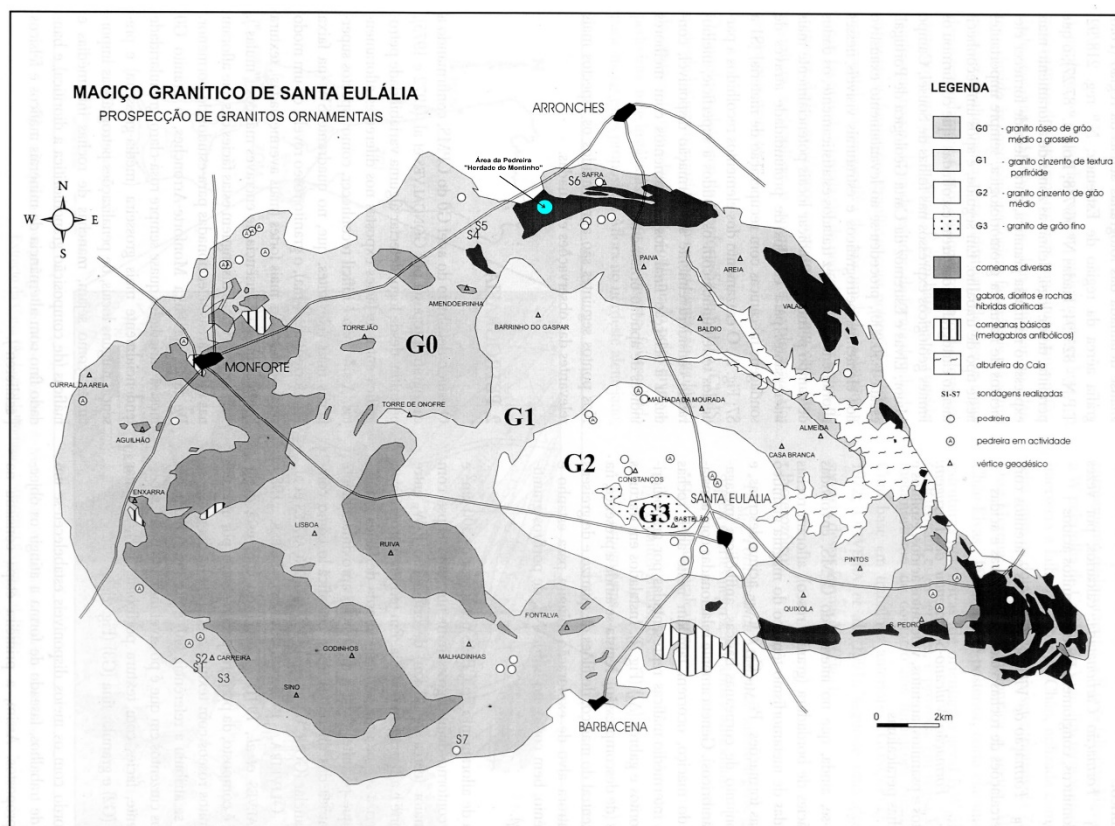 MACIÇO GRANÍTICO DE SANTA EULÁLIA
PROSPECÇÃO DE GRANITOS ORNAMENTAIS
N
W
E
S
ARRONCHES
Área da Pedreira
"Herdade do Montinho"
S6
SAFRA
S5
S4
PAIVA
AREIA
AMENDOEIRINHA
BARRINHO DO GASPAR
BALDIO
TORREJÃO
G0
MONFORTE
CURRAL DA AREIA
TORRE DE ONOFRE
G1
MALHADA DA MOURADA
AGUILHÃO
ALMEIDA
CASA BRANCA
G2
CONSTANÇOS
ENXARRA
SANTA EULÁLIA
G3
LISBOA
RUIVA
PINTOS
QUIXOLA
FONTALVA
S. PEDRO
MALHADINHAS
GODINHOS
CARREIRA
S2
S1
S3
SINO
BARBACENA
S7
0 2km
LEGENDA
G0 - granito róseo de grão
médio a grosseiro
G1 - granito cinzento de textura
porfiróide
G2 - granito cinzento de grão
médio
G3 - granito de grão fino
corneanas diversas
gabros, dioritos e rochas
híbridas dioríticas
corneanas básicas
(metagabros anfibólicos)
albufeira do Caia
S1-S7 sondagens realizadas
pedreira
A pedreira em actividade
vértice geodésico